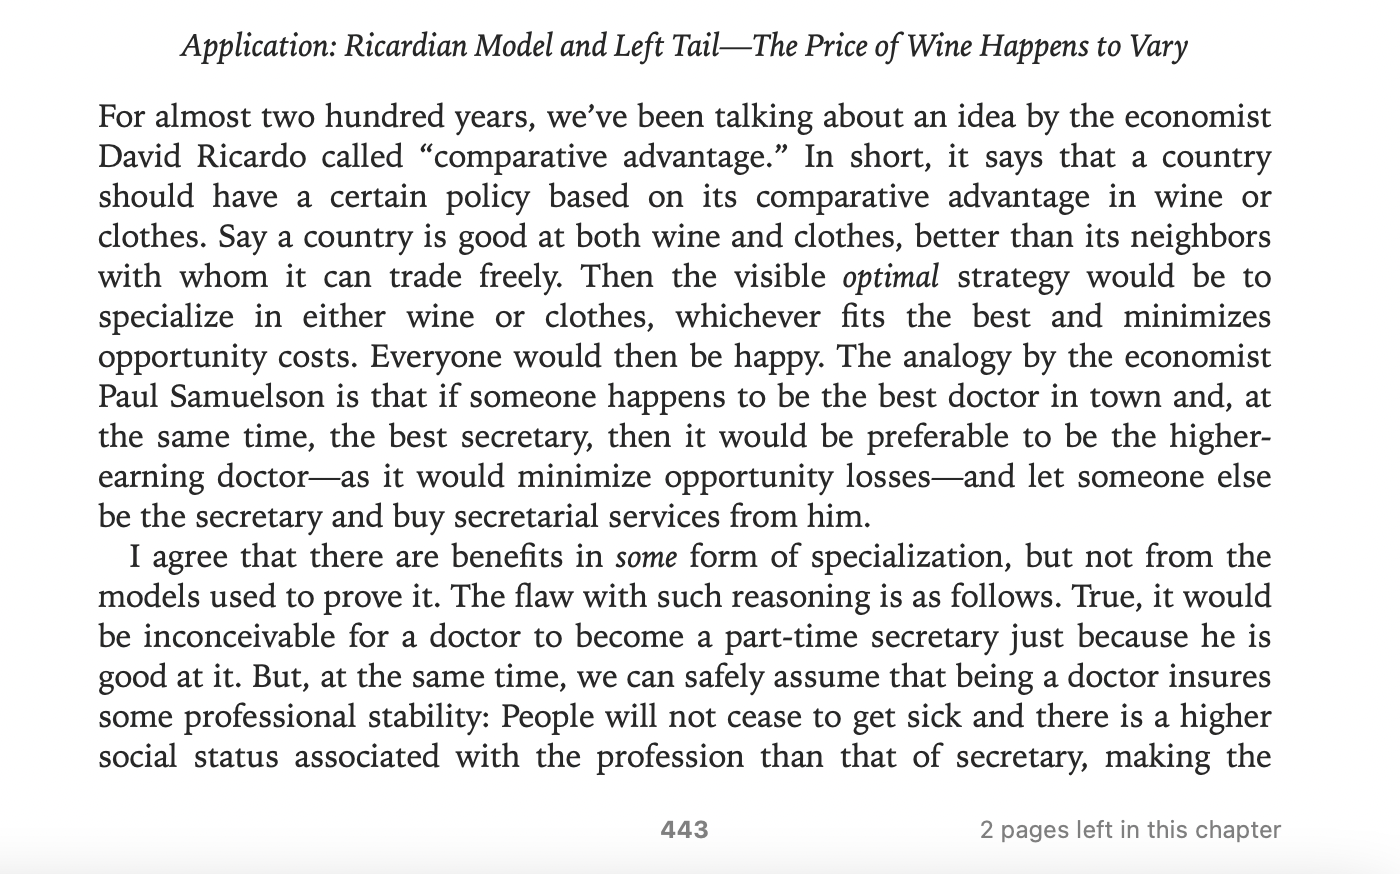 Application: Ricardian Model and Left Tail—The Price of Wine Happens to Vary
For almost two hundred years, we’ve been talking about an idea by the economist
David Ricardo called “comparative advantage.” In short, it says that a country
should have a certain policy based on its comparative advantage in wine or
clothes. Say a country is good at both wine and clothes, better than its neighbors
with whom it can trade freely. Then the visible optimal strategy would be to
specialize in either wine or clothes, whichever fits the best and minimizes
opportunity costs. Everyone would then be happy. The analogy by the economist
Paul Samuelson is that if someone happens to be the best doctor in town and, at
the same time, the best secretary, then it would be preferable to be the higher-
earning doctor—as it would minimize opportunity losses—and let someone else
be the secretary and buy secretarial services from him.
I agree that there are benefits in some form of specialization, but not from the
models used to prove it. The flaw with such reasoning is as follows. True, it would
be inconceivable for a doctor to become a part-time secretary just because he is
good at it. But, at the same time, we can safely assume that being a doctor insures
some professional stability: People will not cease to get sick and there is a higher
social status associated with the profession than that of secretary, making the
443
2 pages left in this chapter